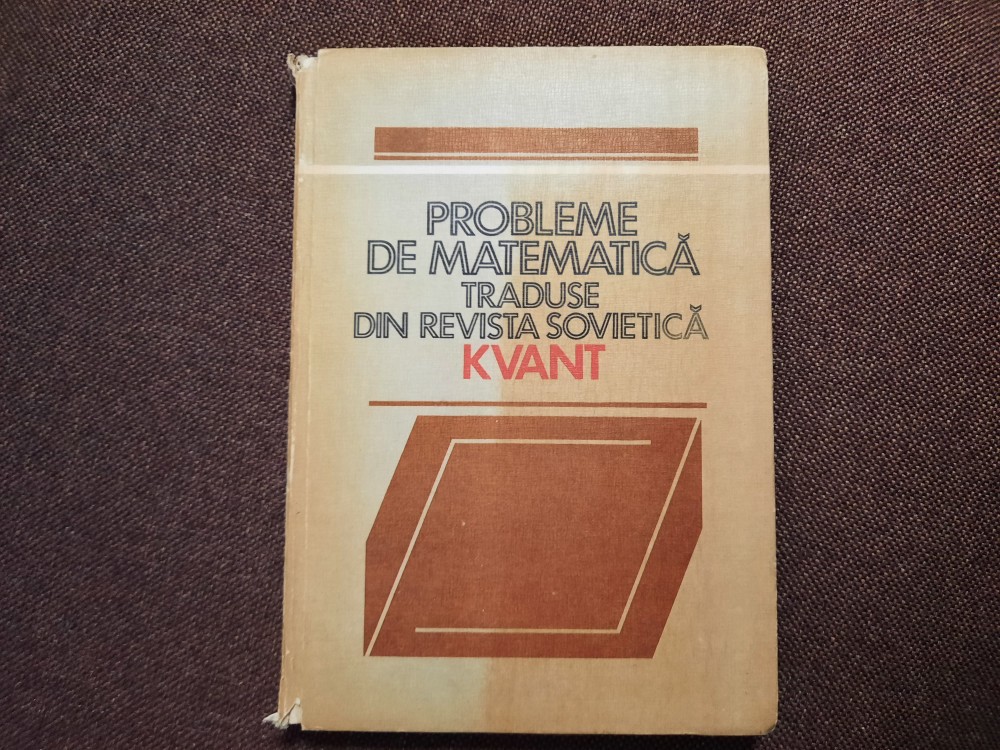 PROBLEME
DE MATEMATICĂ
TRADUSE
DIN REVISTA SOVIETICĂ
KVANT